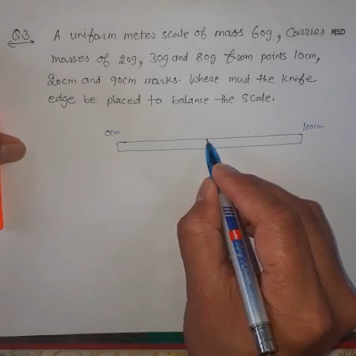 Q3. A uniform meter scale of mass 60g, carries
masses of 20g, 30g and 80g from points 10cm,
20cm and 90cm marks. Where must the knife
edge be placed to balance the scale.
0cm 100cm